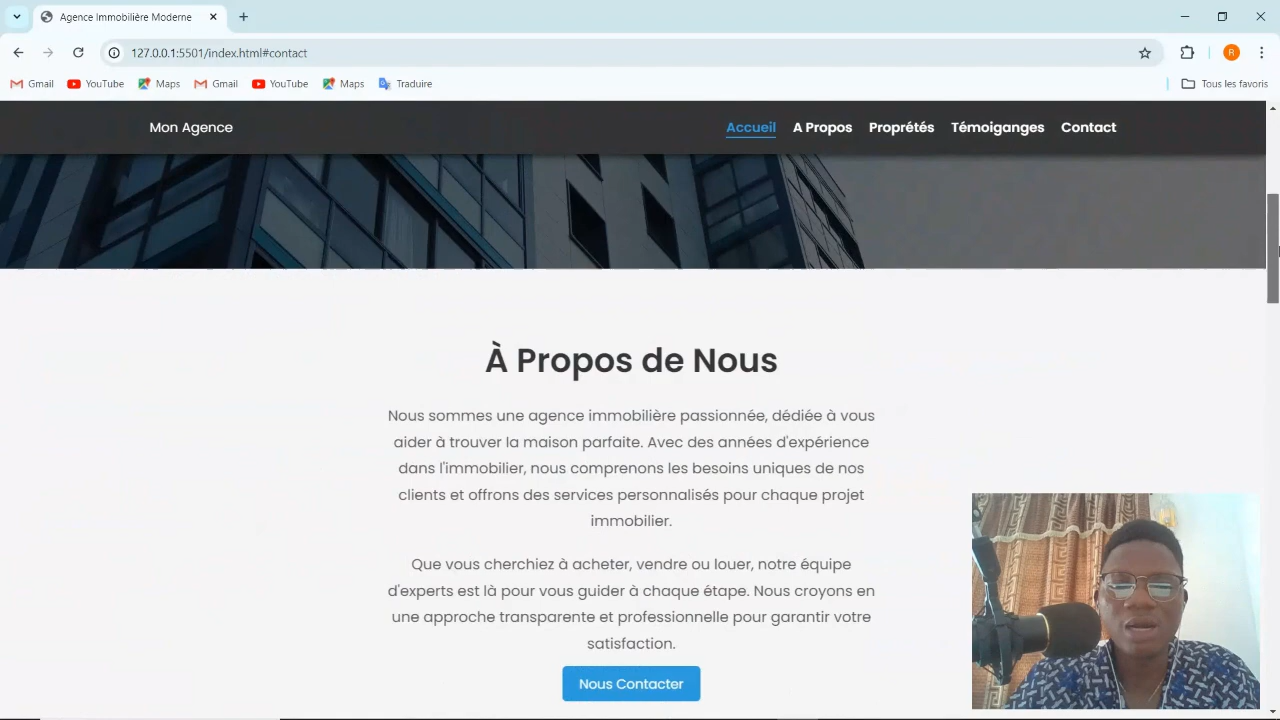 Agence Immobilière Moderne
127.0.0.1:5501/index.html#contact
R
Gmail YouTube Maps Gmail YouTube Maps Traduire Tous les favoris
Mon Agence Accueil A Propos Proprétés Témoiganges Contact
À Propos de Nous
Nous sommes une agence immobilière passionnée, dédiée à vous
aider à trouver la maison parfaite. Avec des années d'expérience
dans l'immobilier, nous comprenons les besoins uniques de nos
clients et offrons des services personnalisés pour chaque projet
immobilier.
Que vous cherchiez à acheter, vendre ou louer, notre équipe
d'expertsest là pour vous guider à chaque étape. Nous croyons en
une approche transparente et professionnelle pour garantir votre
satisfaction.
Nous Contacter